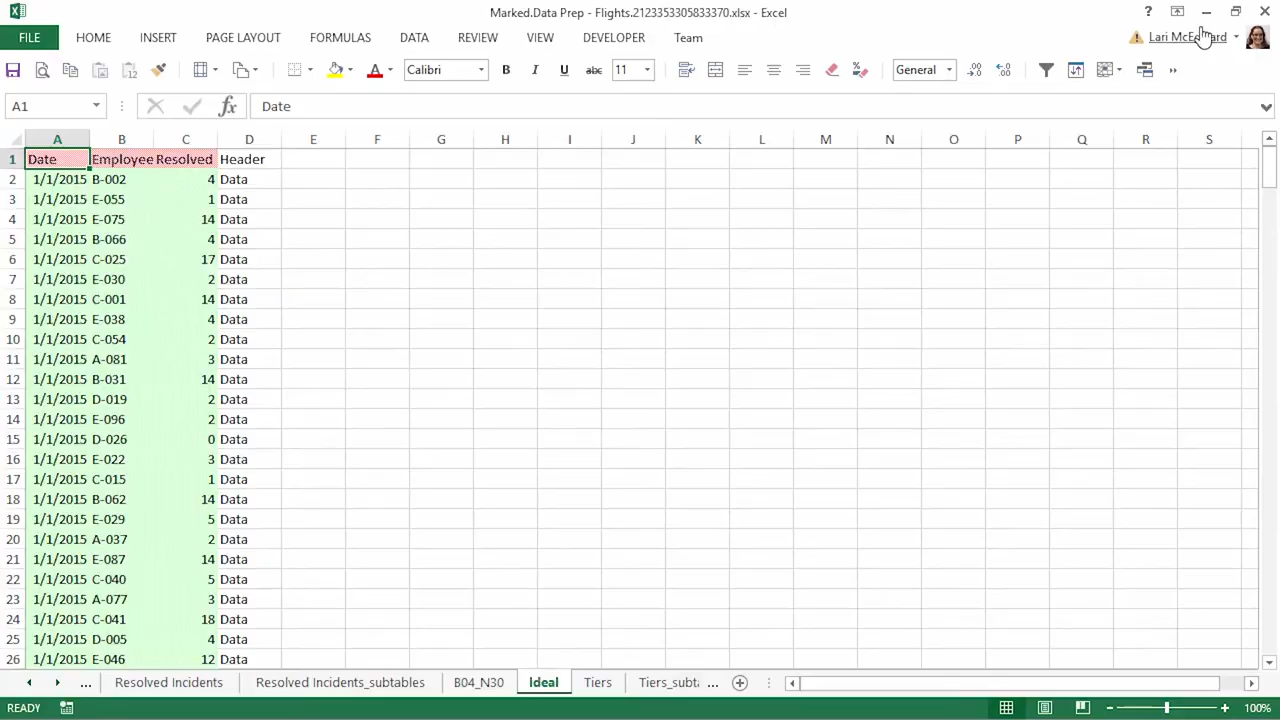 Marked.Data Prep - Flights.2123353305833370.xlsx - Excel
?
FILE HOME INSERT PAGE LAYOUT FORMULAS DATA REVIEW VIEW DEVELOPER Team
Calibri 11 B I U abc General
A1 fx Date
A B C D E F G H I J K L M N O P Q R S
1 Date Employee Resolved Header
2 1/1/2015 B-002 4 Data
3 1/1/2015 E-055 1 Data
4 1/1/2015 E-075 14 Data
5 1/1/2015 B-066 4 Data
6 1/1/2015 C-025 17 Data
7 1/1/2015 E-030 2 Data
8 1/1/2015 C-001 14 Data
9 1/1/2015 E-038 4 Data
10 1/1/2015 C-054 2 Data
11 1/1/2015 A-081 3 Data
12 1/1/2015 B-031 14 Data
13 1/1/2015 D-019 2 Data
14 1/1/2015 E-096 2 Data
15 1/1/2015 D-026 0 Data
16 1/1/2015 E-022 3 Data
17 1/1/2015 C-015 1 Data
18 1/1/2015 B-062 14 Data
19 1/1/2015 E-029 5 Data
20 1/1/2015 A-037 2 Data
21 1/1/2015 E-087 14 Data
22 1/1/2015 C-040 5 Data
23 1/1/2015 A-077 3 Data
24 1/1/2015 C-041 18 Data
25 1/1/2015 D-005 4 Data
26 1/1/2015 E-046 12 Data
... Resolved Incidents Resolved Incidents_subtables B04_N30 Ideal Tiers Tiers_subta ...
READY 100%